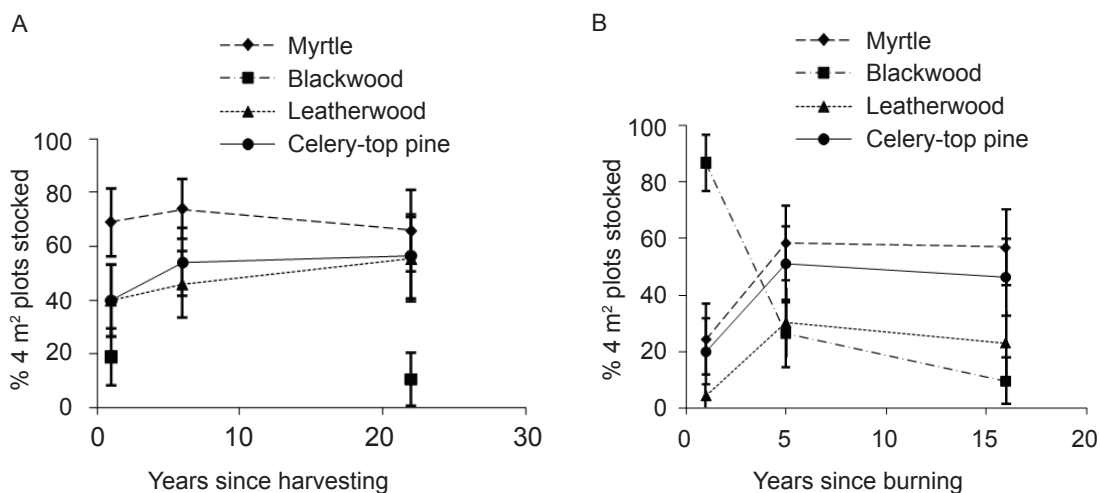 A
Myrtle
Blackwood
Leatherwood
Celery-top pine
100
80
60
40
20
0
% 4 m² plots stocked
0 10 20 30
Years since harvesting
B
Myrtle
Blackwood
Leatherwood
Celery-top pine
100
80
60
40
20
0
% 4 m² plots stocked
0 5 10 15 20
Years since burning